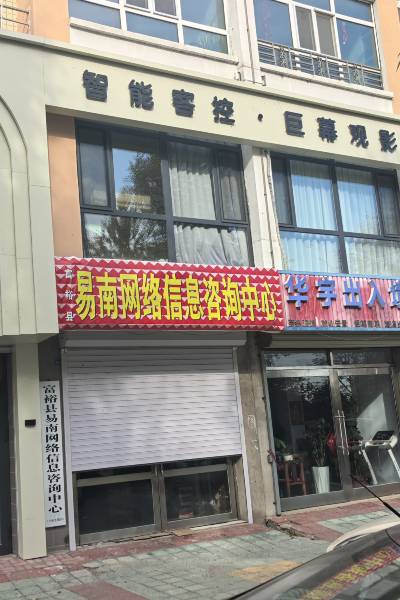 智能客控·巨幕观影
富裕县
易南网络信息咨询中心
华宇出入境
富裕县易南网络信息咨询中心